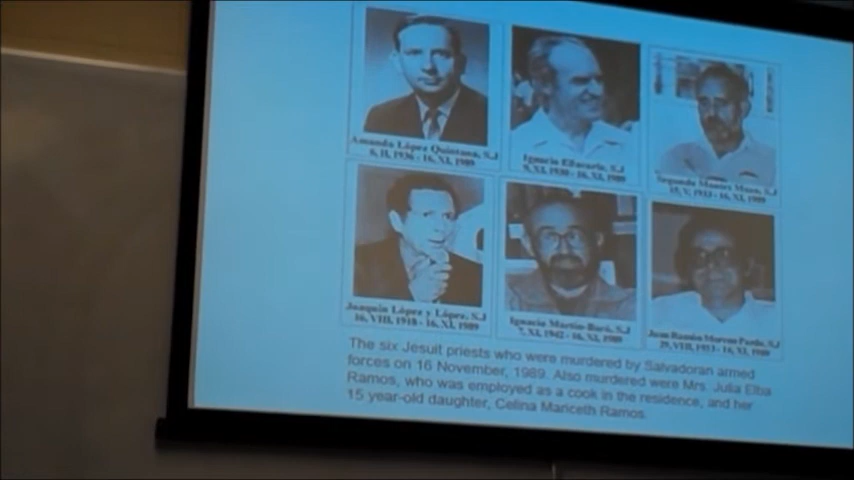 Amando López Quintana, S.J
6, II, 1936 - 16, XI, 1989
Ignacio Ellacuría, S.J
9, XI, 1930 - 16, XI, 1989
Segundo Montes Mozo, S.J
15, V, 1933 - 16, XI, 1989
Joaquín López y López, S.J
16, VIII, 1918 - 16, XI, 1989
Ignacio Martín-Baró, S.J
7, XI, 1942 - 16, XI, 1989
Juan Ramón Moreno Pardo, S.J
29, VIII, 1933 - 16, XI, 1989
The six Jesuit priests who were murdered by Salvadoran armed
forces on 16 November, 1989. Also murdered were Mrs. Julia Elba
Ramos, who was employed as a cook in the residence, and her
15 year-old daughter, Celina Mariceth Ramos.